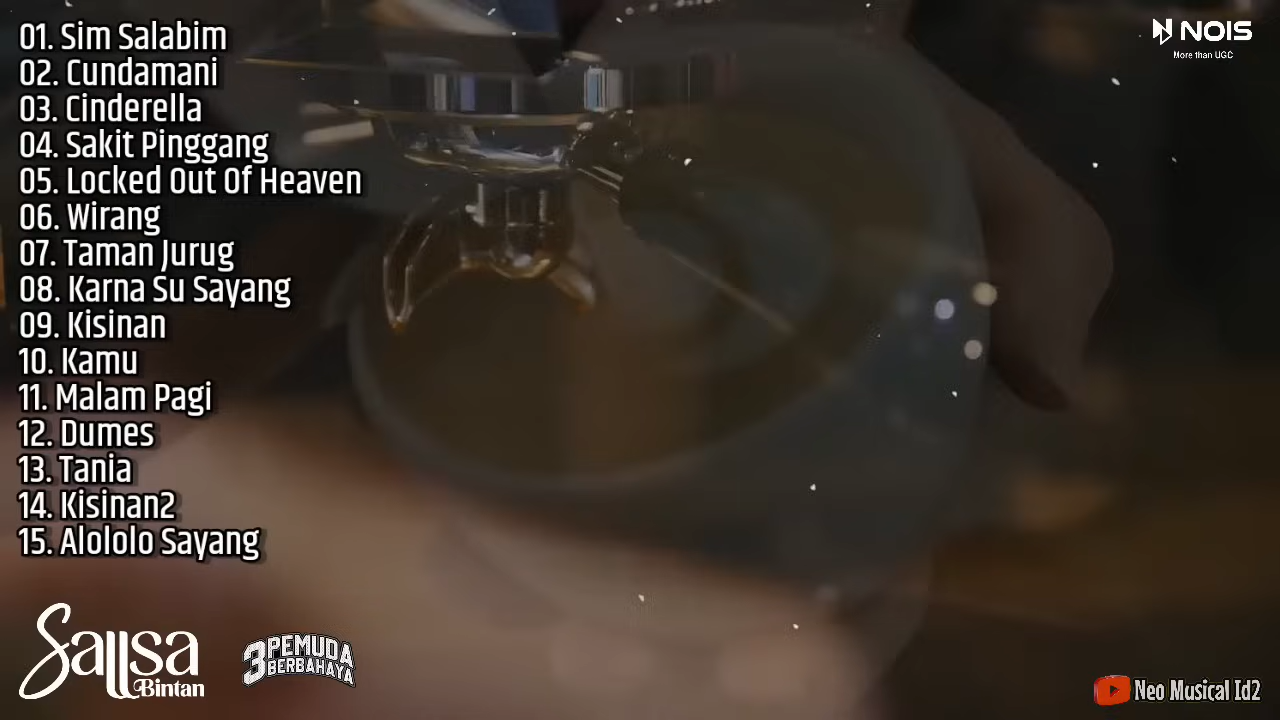 01. Sim Salabim
02. Cundamani
03. Cinderella
04. Sakit Pinggang
05. Locked Out Of Heaven
06. Wirang
07. Taman Jurug
08. Karna Su Sayang
09. Kisinan
10. Kamu
11. Malam Pagi
12. Dumes
13. Tania
14. Kisinan2
15. Alololo Sayang
NOIS
More than UGC
Sallsa
Bintan
3 PEMUDA
BERBAHAYA
Neo Musical Id2